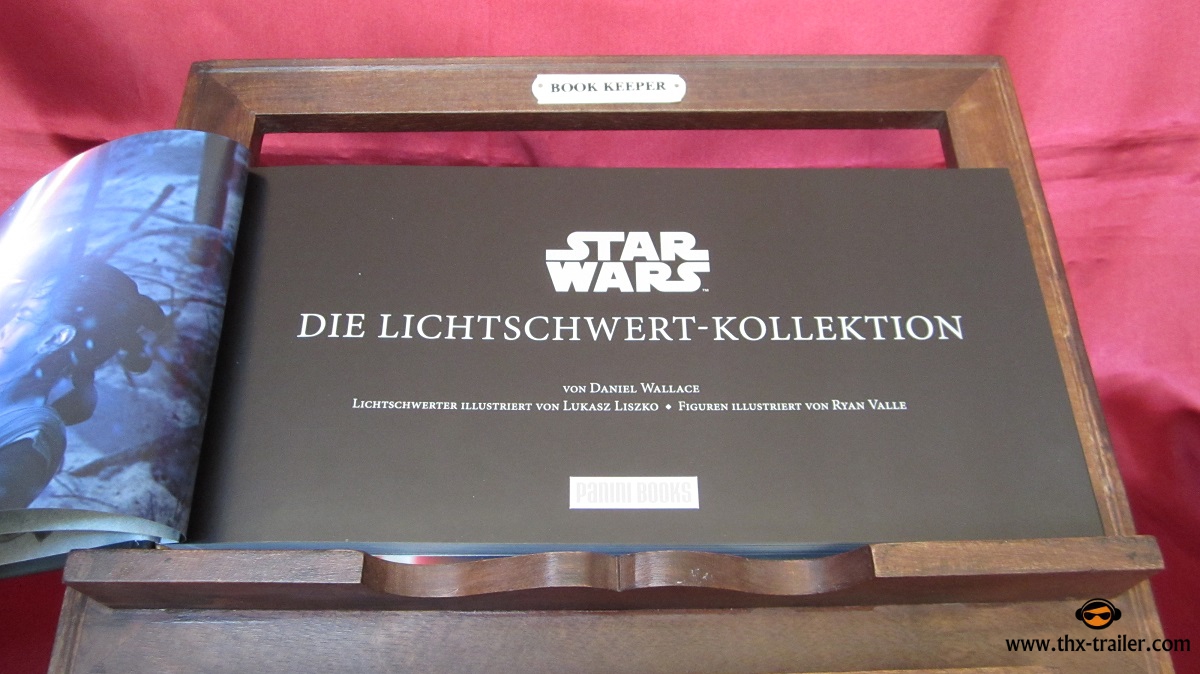 BOOK KEEPER
STAR
WARS™
DIE LICHTSCHWERT-KOLLEKTION
VON DANIEL WALLACE
LICHTSCHWERTER ILLUSTRIERT VON LUKASZ LISZKO ◆ FIGUREN ILLUSTRIERT VON RYAN VALLE
PANINI BOOKS
www.thx-trailer.com